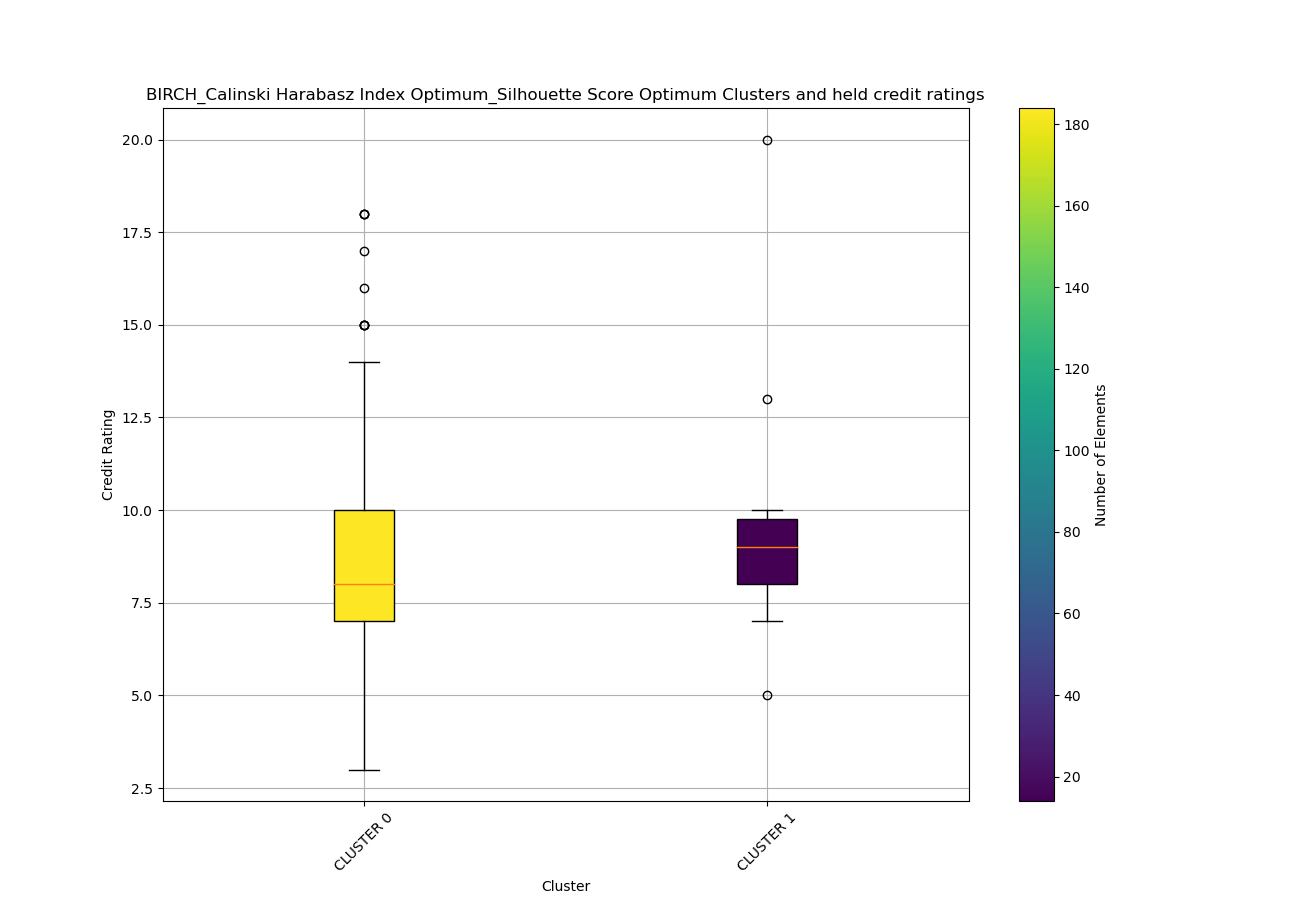 BIRCH_Calinski Harabasz Index Optimum_Silhouette Score Optimum Clusters and held credit ratings
20.0
17.5
15.0
12.5
10.0
7.5
5.0
2.5
Credit Rating
CLUSTER 0
CLUSTER 1
Cluster
180
160
140
120
100
80
60
40
20
Number of Elements